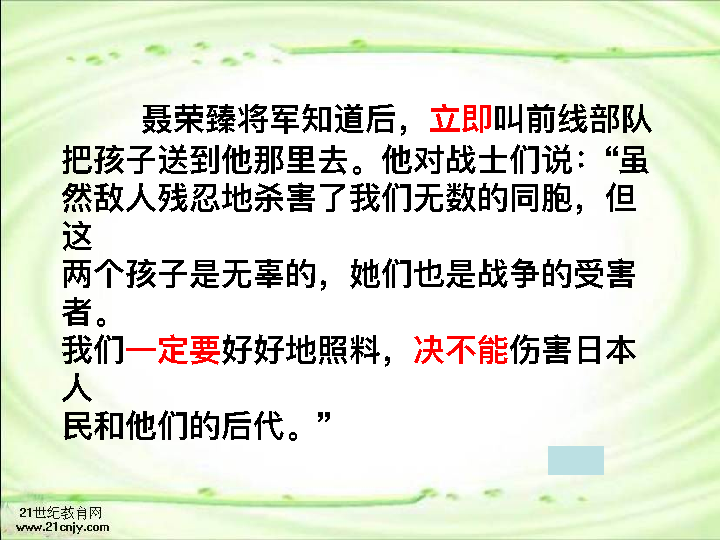 聂荣臻将军知道后，立即叫前线部队
把孩子送到他那里去。他对战士们说：“虽
然敌人残忍地杀害了我们无数的同胞，但
这
两个孩子是无辜的，她们也是战争的受害
者。
我们一定要好好地照料，决不能伤害日本
人
民和他们的后代。”
21世纪教育网
www.21cnjy.com